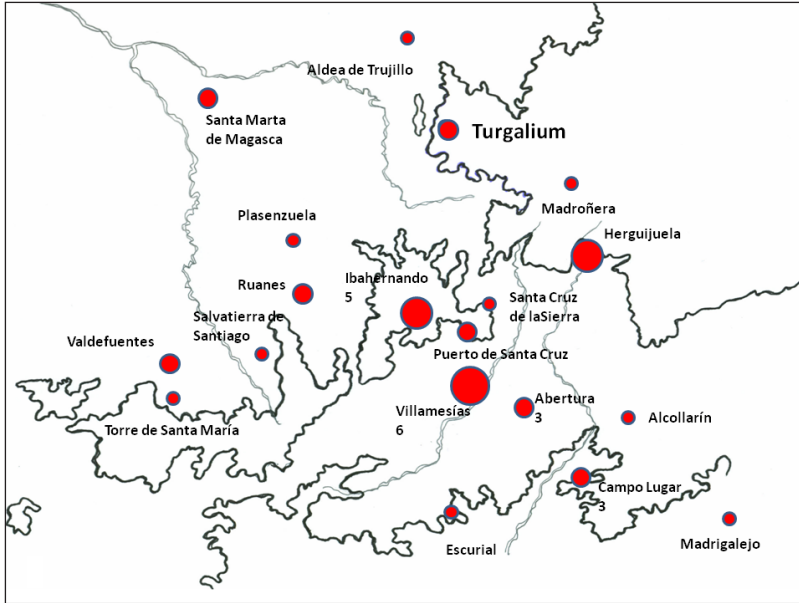 Aldea de Trujillo
Santa Marta
de Magasca
Turgalium
Madroñera
Plasenzuela
Herguijuela
Ruanes
Ibahernando
5
Santa Cruz
de laSierra
Salvatierra de
Santiago
Valdefuentes
Puerto de Santa Cruz
Villamesías
6
Abertura
3
Alcollarín
Torre de Santa María
Campo Lugar
3
Escurial
Madrigalejo